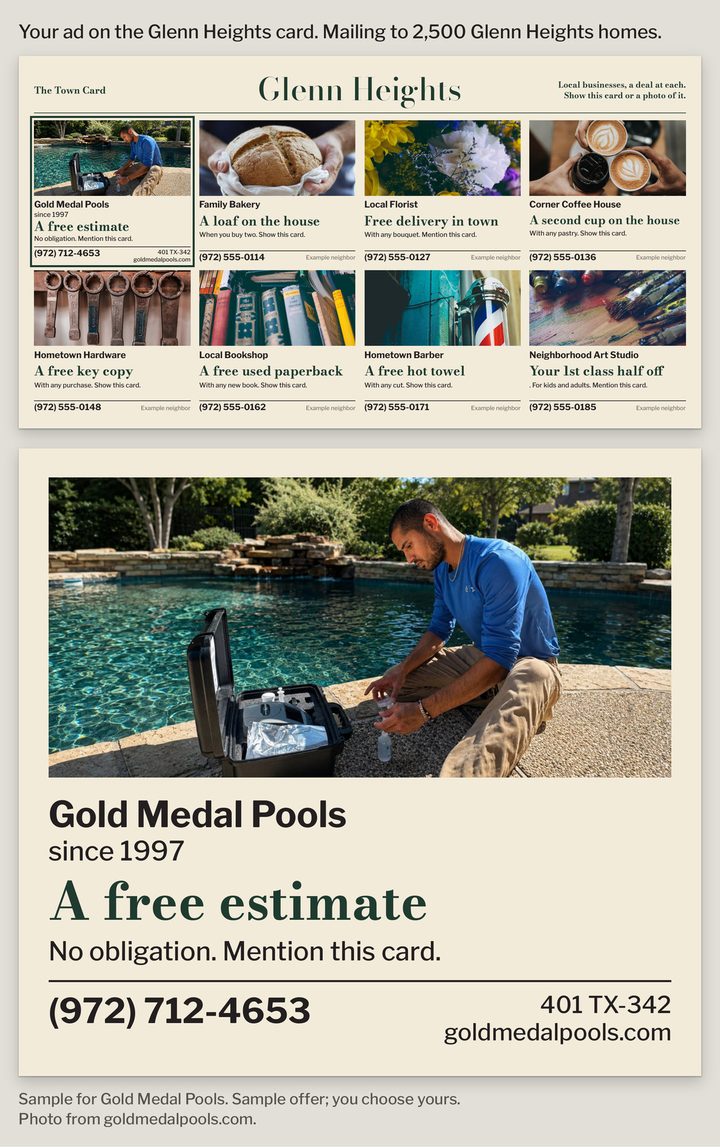 Your ad on the Glenn Heights card. Mailing to 2,500 Glenn Heights homes.
The Town Card
Glenn Heights
Local businesses, a deal at each.
Show this card or a photo of it.
Gold Medal Pools
since 1997
A free estimate
No obligation. Mention this card.
(972) 712-4653
401 TX-342
goldmedalpools.com
Family Bakery
A loaf on the house
When you buy two. Show this card.
(972) 555-0114
Example neighbor
Local Florist
Free delivery in town
With any bouquet. Mention this card.
(972) 555-0127
Example neighbor
Corner Coffee House
A second cup on the house
With any pastry. Show this card.
(972) 555-0136
Example neighbor
Hometown Hardware
A free key copy
With any purchase. Show this card.
(972) 555-0148
Example neighbor
Local Bookshop
A free used paperback
With any new book. Show this card.
(972) 555-0162
Example neighbor
Hometown Barber
A free hot towel
With any cut. Show this card.
(972) 555-0171
Example neighbor
Neighborhood Art Studio
Your 1st class half off
. For kids and adults. Mention this card.
(972) 555-0185
Example neighbor
Gold Medal Pools
since 1997
A free estimate
No obligation. Mention this card.
(972) 712-4653
401 TX-342
goldmedalpools.com
Sample for Gold Medal Pools. Sample offer; you choose yours.
Photo from goldmedalpools.com.